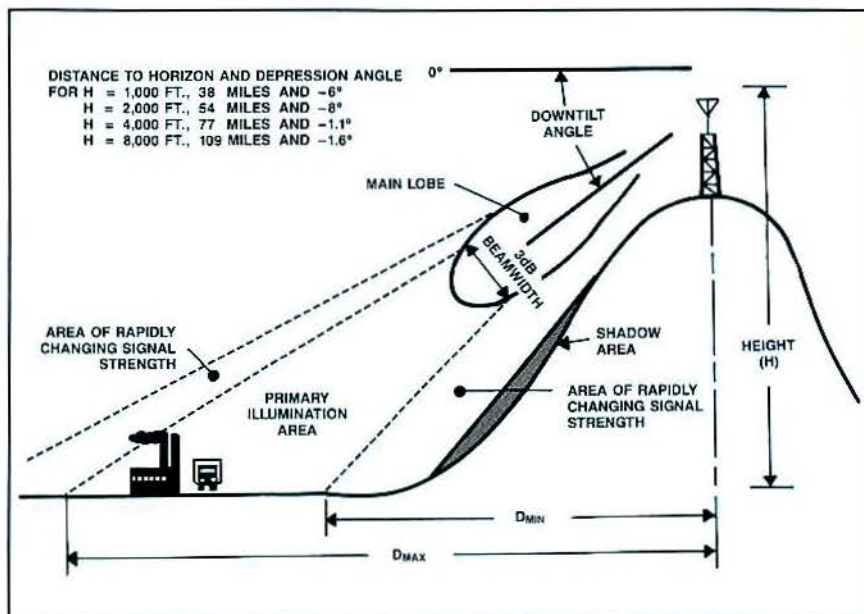 DISTANCE TO HORIZON AND DEPRESSION ANGLE
FOR H = 1,000 FT., 38 MILES AND -6°
H = 2,000 FT., 54 MILES AND -8°
H = 4,000 FT., 77 MILES AND -1.1°
H = 8,000 FT., 109 MILES AND -1.6°
0°
DOWNTILT
ANGLE
MAIN LOBE
3dB
BEAMWIDTH
AREA OF RAPIDLY
CHANGING SIGNAL
STRENGTH
SHADOW
AREA
HEIGHT
(H)
PRIMARY
ILLUMINATION
AREA
AREA OF RAPIDLY
CHANGING SIGNAL
STRENGTH
DMIN
DMAX